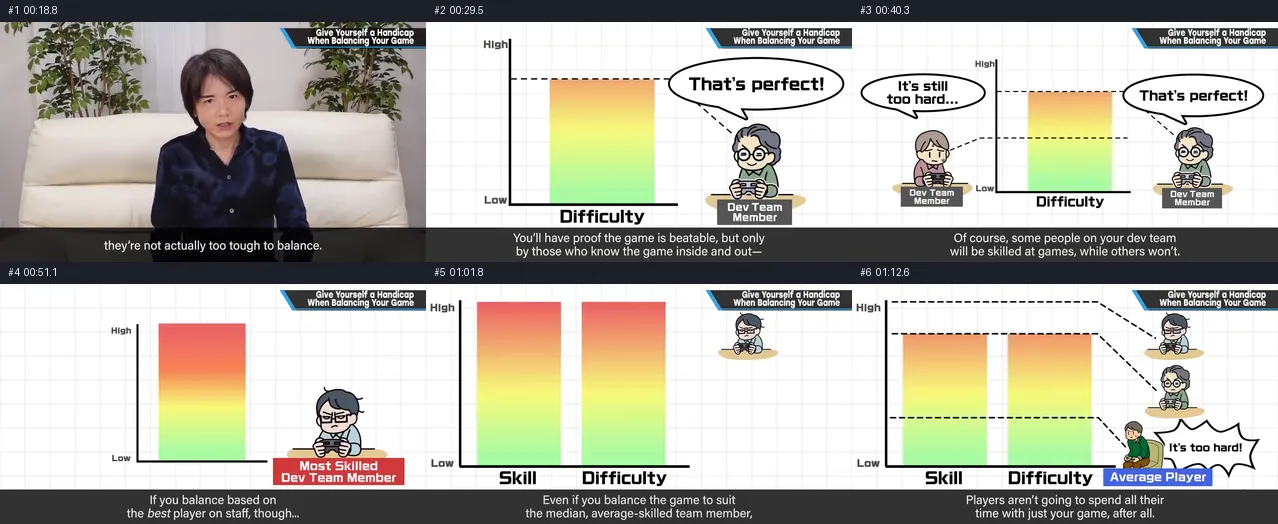 #1 00:18.8
Give Yourself a Handicap
When Balancing Your Game
they're not actually too tough to balance.
#2 00:29.5
Give Yourself a Handicap
When Balancing Your Game
High
That's perfect!
Low
Difficulty
Dev Team
Member
You'll have proof the game is beatable, but only
by those who know the game inside and out—
#3 00:40.3
Give Yourself a Handicap
When Balancing Your Game
High
It's still
too hard...
That's perfect!
Dev Team
Member
Low
Difficulty
Dev Team
Member
Of course, some people on your dev team
will be skilled at games, while others won't.
#4 00:51.1
Give Yourself a Handicap
When Balancing Your Game
High
Low
Most Skilled
Dev Team Member
If you balance based on
the best player on staff, though...
#5 01:01.8
Give Yourself a Handicap
When Balancing Your Game
High
Low
Skill
Difficulty
Even if you balance the game to suit
the median, average-skilled team member,
#6 01:12.6
Give Yourself a Handicap
When Balancing Your Game
High
It's too hard!
Low
Skill
Difficulty
Average Player
Players aren't going to spend all their
time with just your game, after all.